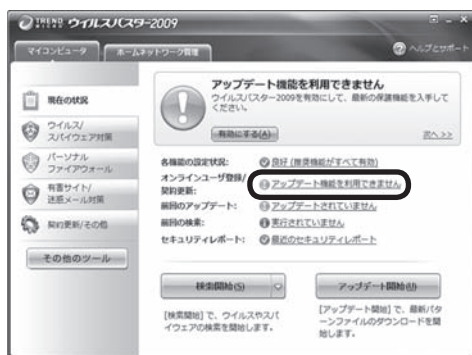 TREND MICRO ウイルスバスター2009
マイコンピュータ
ホームネットワーク管理
ヘルプとサポート
現在の状況
ウイルス/
スパイウェア対策
パーソナル
ファイアウォール
有害サイト/
迷惑メール対策
契約更新/その他
その他のツール
アップデート機能を利用できません
ウイルスバスター2009を有効にして、最新の保護機能を入手して
ください。
有効にする(A)
次へ >>
各機能の設定状況: 良好 (推奨機能がすべて有効)
オンラインユーザ登録/
契約更新: アップデート機能を利用できません
前回のアップデート: アップデートされていません
前回の検索: 実行されていません
セキュリティレポート: 最近のセキュリティレポート
検索開始(S)
アップデート開始(U)
[検索開始] で、ウイルスやスパ
イウェアの検索を開始します。
[アップデート開始] で、最新パタ
ーンファイルのダウンロードを開
始します。